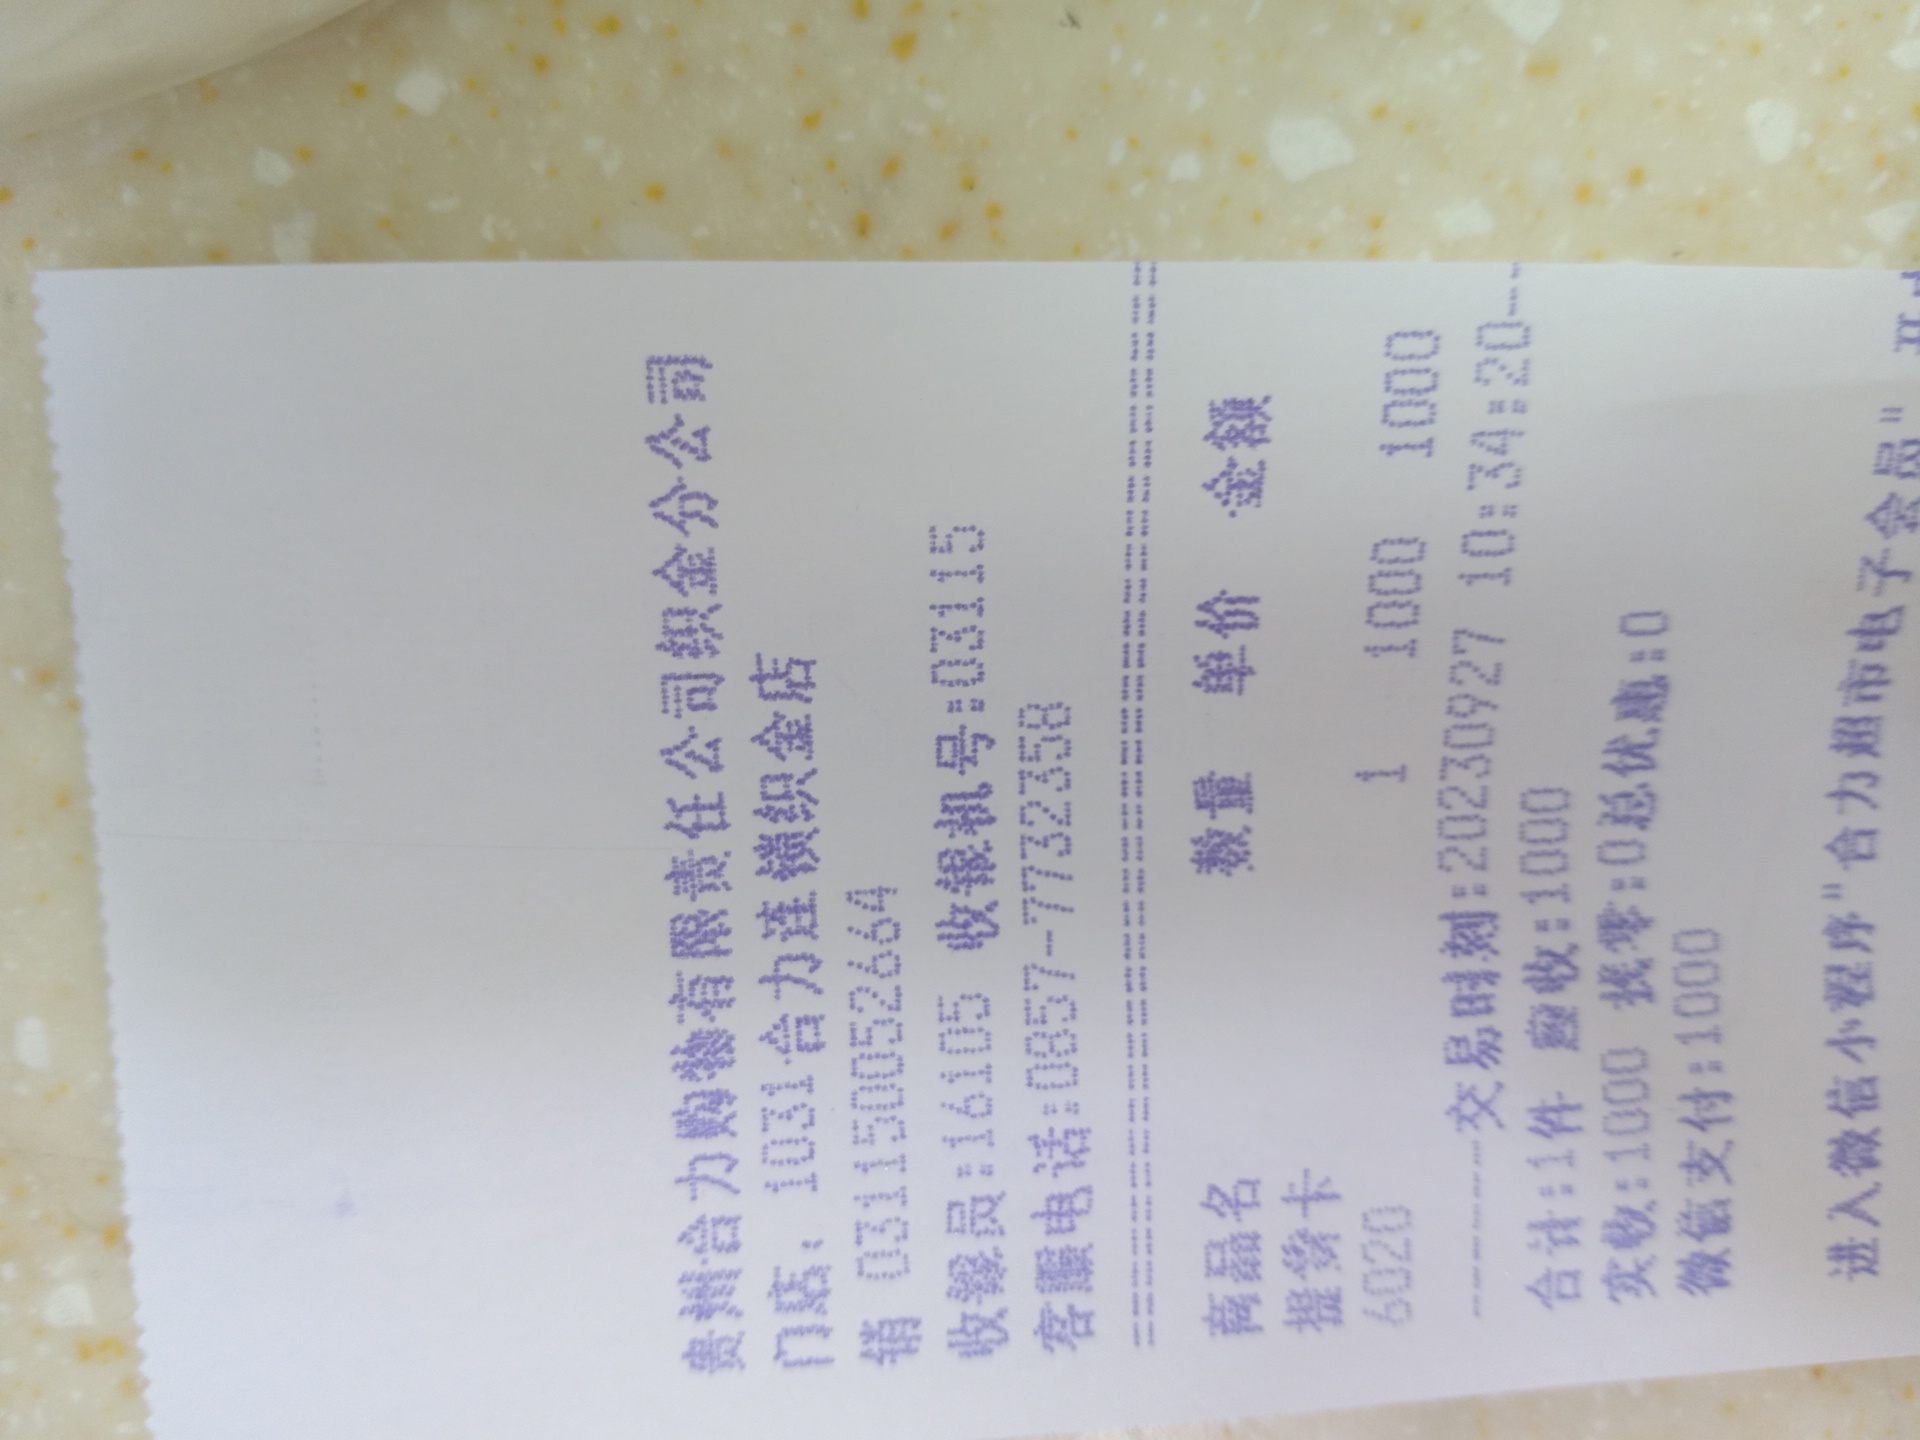 贵州合力购物有限责任公司织金分公司
门店: 1031合力连锁织金店
销 031150052664
收银员:16105 收银机号:03115
客服电话:0857-7732358
================================
商品名 数量 单价 金额
提货卡
6020 1 1000 1000
--------交易时刻:20230927 10:34:20--
合计:1件 应收:1000
实收:1000 找零:0总优惠:0
微信支付:1000
进入微信小程序"合力超市电子会员"